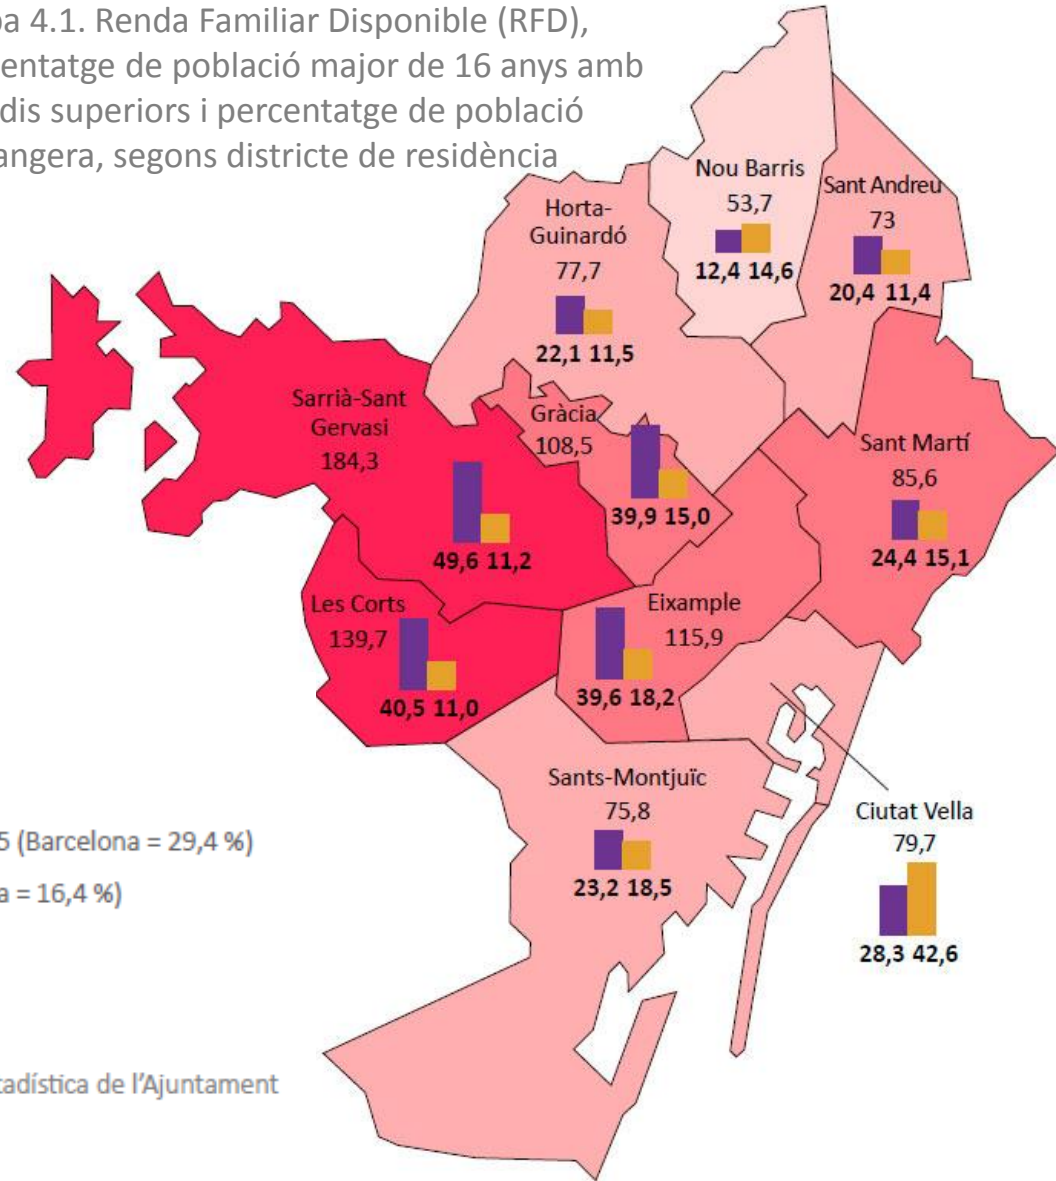 pa 4.1. Renda Familiar Disponible (RFD),
entatge de població major de 16 anys amb
dis superiors i percentatge de població
angera, segons districte de residència
Nou Barris
53,7
12,4 14,6
Sant Andreu
73
20,4 11,4
Horta-
Guinardó
77,7
22,1 11,5
Sarrià-Sant
Gervasi
184,3
49,6 11,2
Gràcia
108,5
39,9 15,0
Sant Martí
85,6
24,4 15,1
Les Corts
139,7
40,5 11,0
Eixample
115,9
39,6 18,2
Sants-Montjuïc
75,8
23,2 18,5
Ciutat Vella
79,7
28,3 42,6
5 (Barcelona = 29,4 %)
a = 16,4 %)
tadística de l'Ajuntament